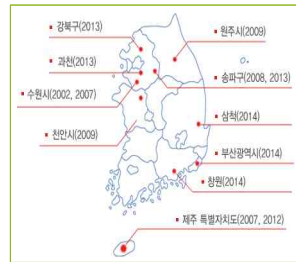 강북구(2013)
원주시(2009)
과천(2013)
송파구(2008, 2013)
수원시(2002, 2007)
삼척(2014)
천안시(2009)
부산광역시(2014)
창원(2014)
제주 특별자치도(2007, 2012)